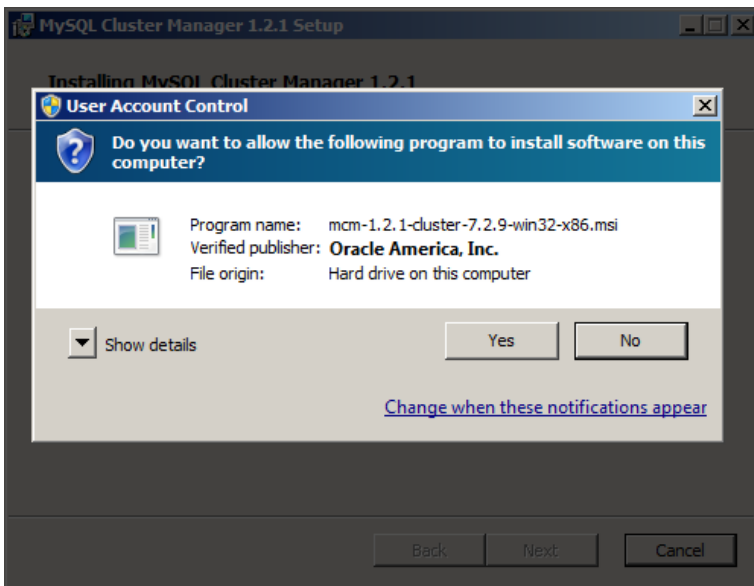 MySQL Cluster Manager 1.2.1 Setup
Installing MySQL Cluster Manager 1.2.1
User Account Control
Do you want to allow the following program to install software on this
computer?
Program name: mcm-1.2.1-cluster-7.2.9-win32-x86.msi
Verified publisher: Oracle America, Inc.
File origin: Hard drive on this computer
Show details
Yes
No
Change when these notifications appear
Back
Next
Cancel